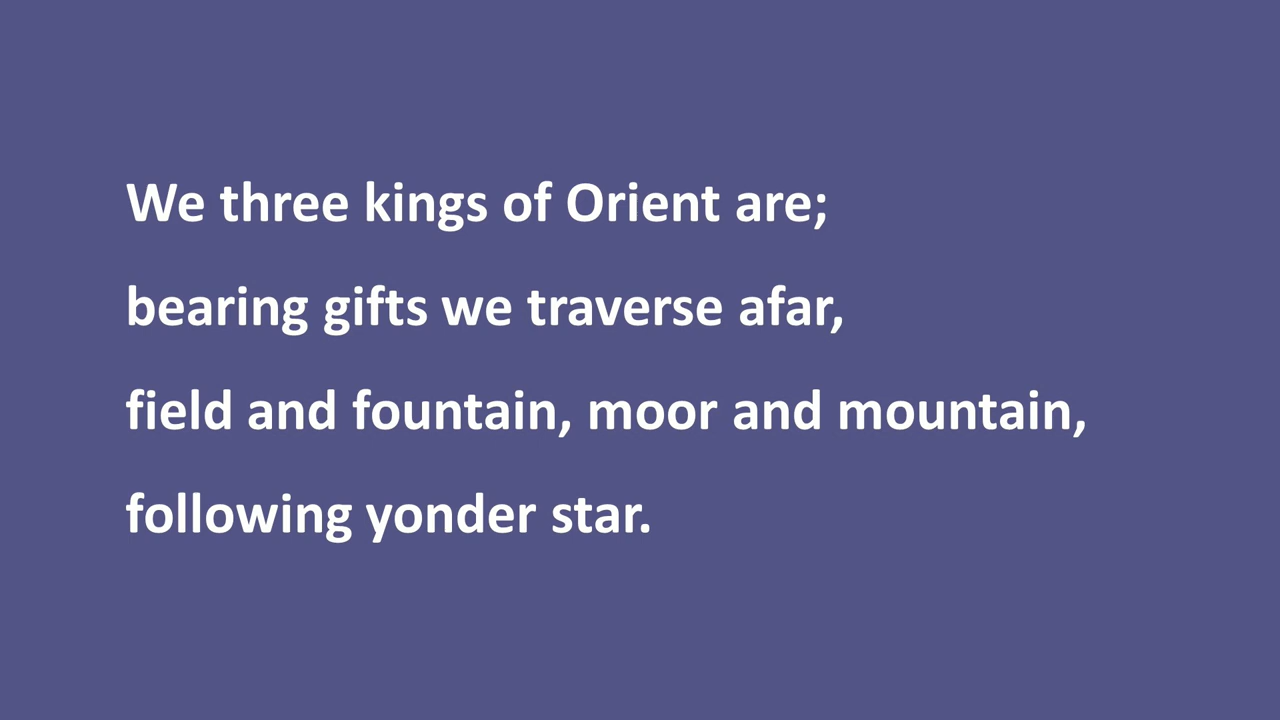 We three kings of Orient are;
bearing gifts we traverse afar,
field and fountain, moor and mountain,
following yonder star.